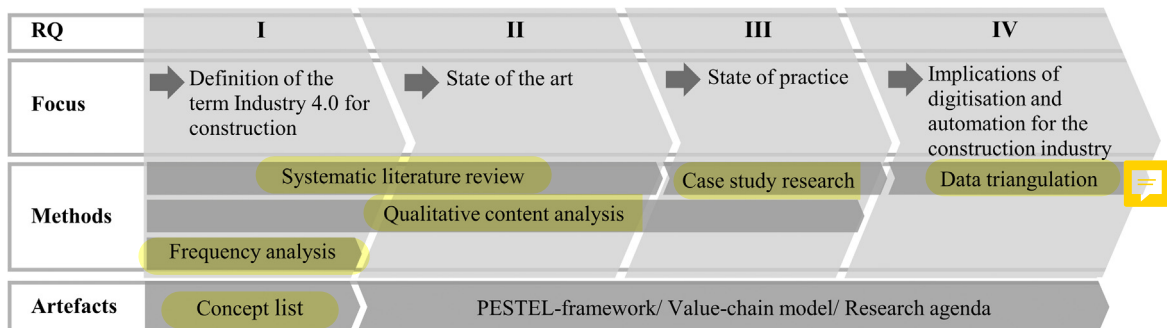 RQ I II III IV
Focus
Definition of the
term Industry 4.0 for
construction
State of the art
State of practice
Implications of
digitisation and
automation for the
construction industry
Methods
Systematic literature review
Case study research
Data triangulation
Qualitative content analysis
Frequency analysis
Artefacts
Concept list
PESTEL-framework/ Value-chain model/ Research agenda